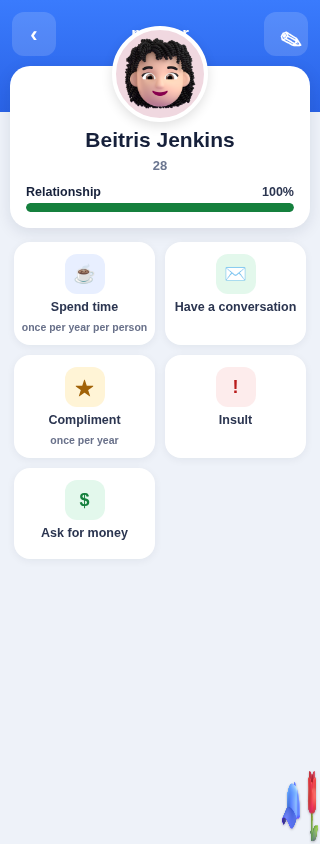 Beitris Jenkins
28
Relationship 100%
Spend time
once per year per person
Have a conversation
Compliment
once per year
Insult
Ask for money